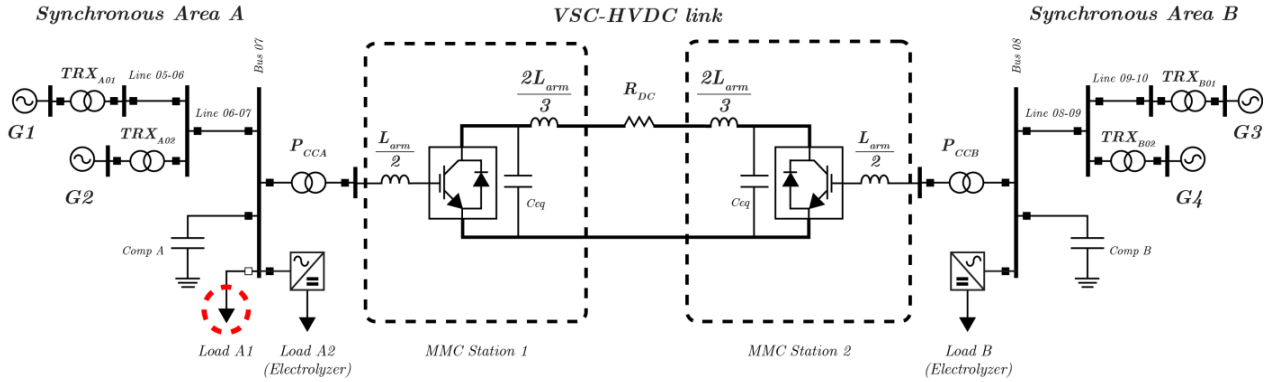 Synchronous Area A
VSC-HVDC link
Synchronous Area B
Bus 07
Bus 08
TRX_A01
Line 05-06
2L_arm
3
R_DC
2L_arm
3
Line 09-10
TRX_B01
G1
TRX_A02
Line 06-07
Line 08-09
TRX_B02
G3
G2
P_CCA
L_arm
2
L_arm
2
P_CCB
G4
Ceq
Ceq
Comp A
Comp B
Load A1
Load A2
(Electrolyzer)
MMC Station 1
MMC Station 2
Load B
(Electrolyzer)